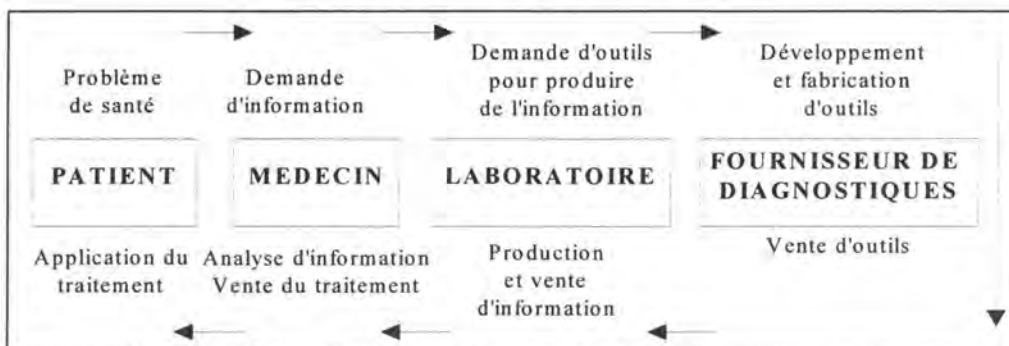 Problème
de santé
Demande
d'information
Demande d'outils
pour produire
de l'information
Développement
et fabrication
d'outils
PATIENT
MEDECIN
LABORATOIRE
FOURNISSEUR DE
DIAGNOSTIQUES
Application du
traitement
Analyse d'information
Vente du traitement
Production
et vente
d'information
Vente d'outils